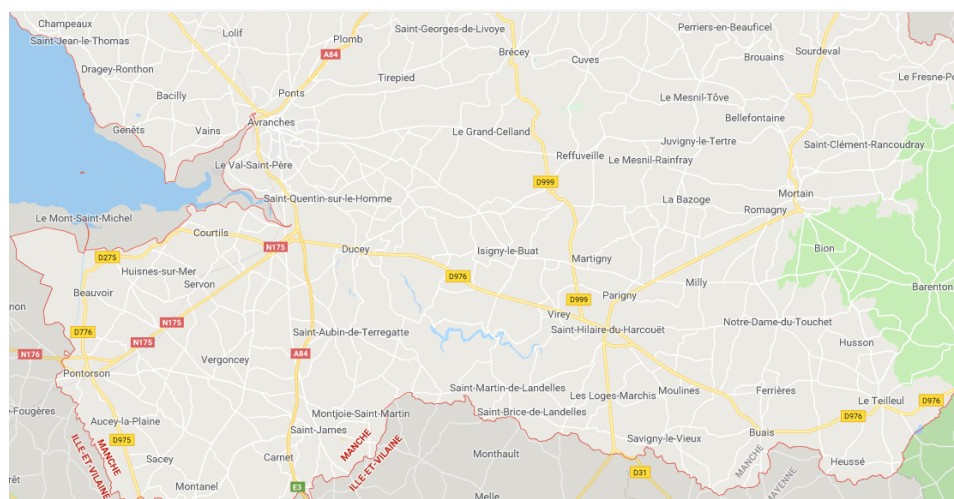 Champeaux
Lolif
Saint-Georges-de-Livoye
Perriers-en-Beauficel
Saint-Jean-le-Thomas
Plomb
Brécey
Sourdeval
A84
Cuves
Brouains
Dragey-Ronthon
Tirepied
Le Fresne-Po
Bacilly
Ponts
Le Mesnil-Tôve
Avranches
Bellefontaine
Genêts
Vains
Le Grand-Celland
Juvigny-le-Tertre
Saint-Clément-Rancoudray
Reffuveille
Le Mesnil-Rainfray
Le Val-Saint-Père
D999
Mortain
Saint-Quentin-sur-le-Homme
La Bazoge
Romagny
Le Mont-Saint-Michel
Courtils
N175
Ducey
Isigny-le-Buat
Bion
D275
Martigny
Huisnes-sur-Mer
D976
Servon
Milly
Barenton
Beauvoir
Parigny
D999
Virey
non
D776
N175
Saint-Aubin-de-Terregatte
Saint-Hilaire-du-Harcouët
Notre-Dame-du-Touchet
Husson
N176
A84
Vergoncey
Pontorson
Saint-Martin-de-Landelles
Les Loges-Marchis
Moulines
Ferrières
Le Teilleul
D976
e-Fougères
Montjoie-Saint-Martin
Saint-Brice-de-Landelles
D976
Aucey-la-Plaine
Saint-James
Buais
D975
MANCHE
ILLE-ET-VILAINE
MANCHE
ILLE-ET-VILAINE
Savigny-le-Vieux
Sacey
Carnet
Monthault
MANCHE
MAYENNE
Heussé
D31
rêt
Montanel
E3
Melle